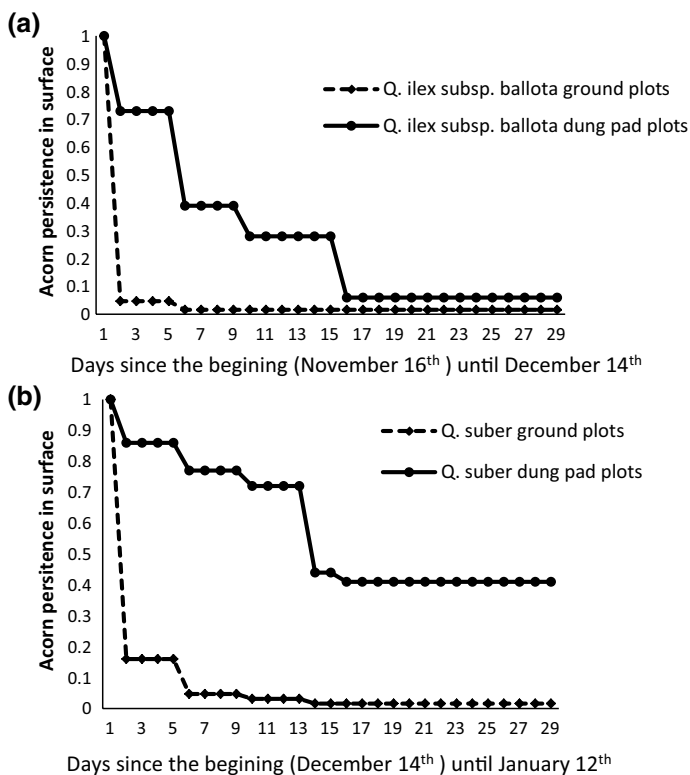 (a)
Acorn persistence in surface
1
0.9
0.8
0.7
0.6
0.5
0.4
0.3
0.2
0.1
0
Q. ilex subsp. ballota ground plots
Q. ilex subsp. ballota dung pad plots
1 3 5 7 9 11 13 15 17 19 21 23 25 27 29
Days since the begining (November 16th ) until December 14th
(b)
Acorn persitence in surface
1
0.9
0.8
0.7
0.6
0.5
0.4
0.3
0.2
0.1
0
Q. suber ground plots
Q. suber dung pad plots
1 3 5 7 9 11 13 15 17 19 21 23 25 27 29
Days since the begining (December 14th ) until January 12th